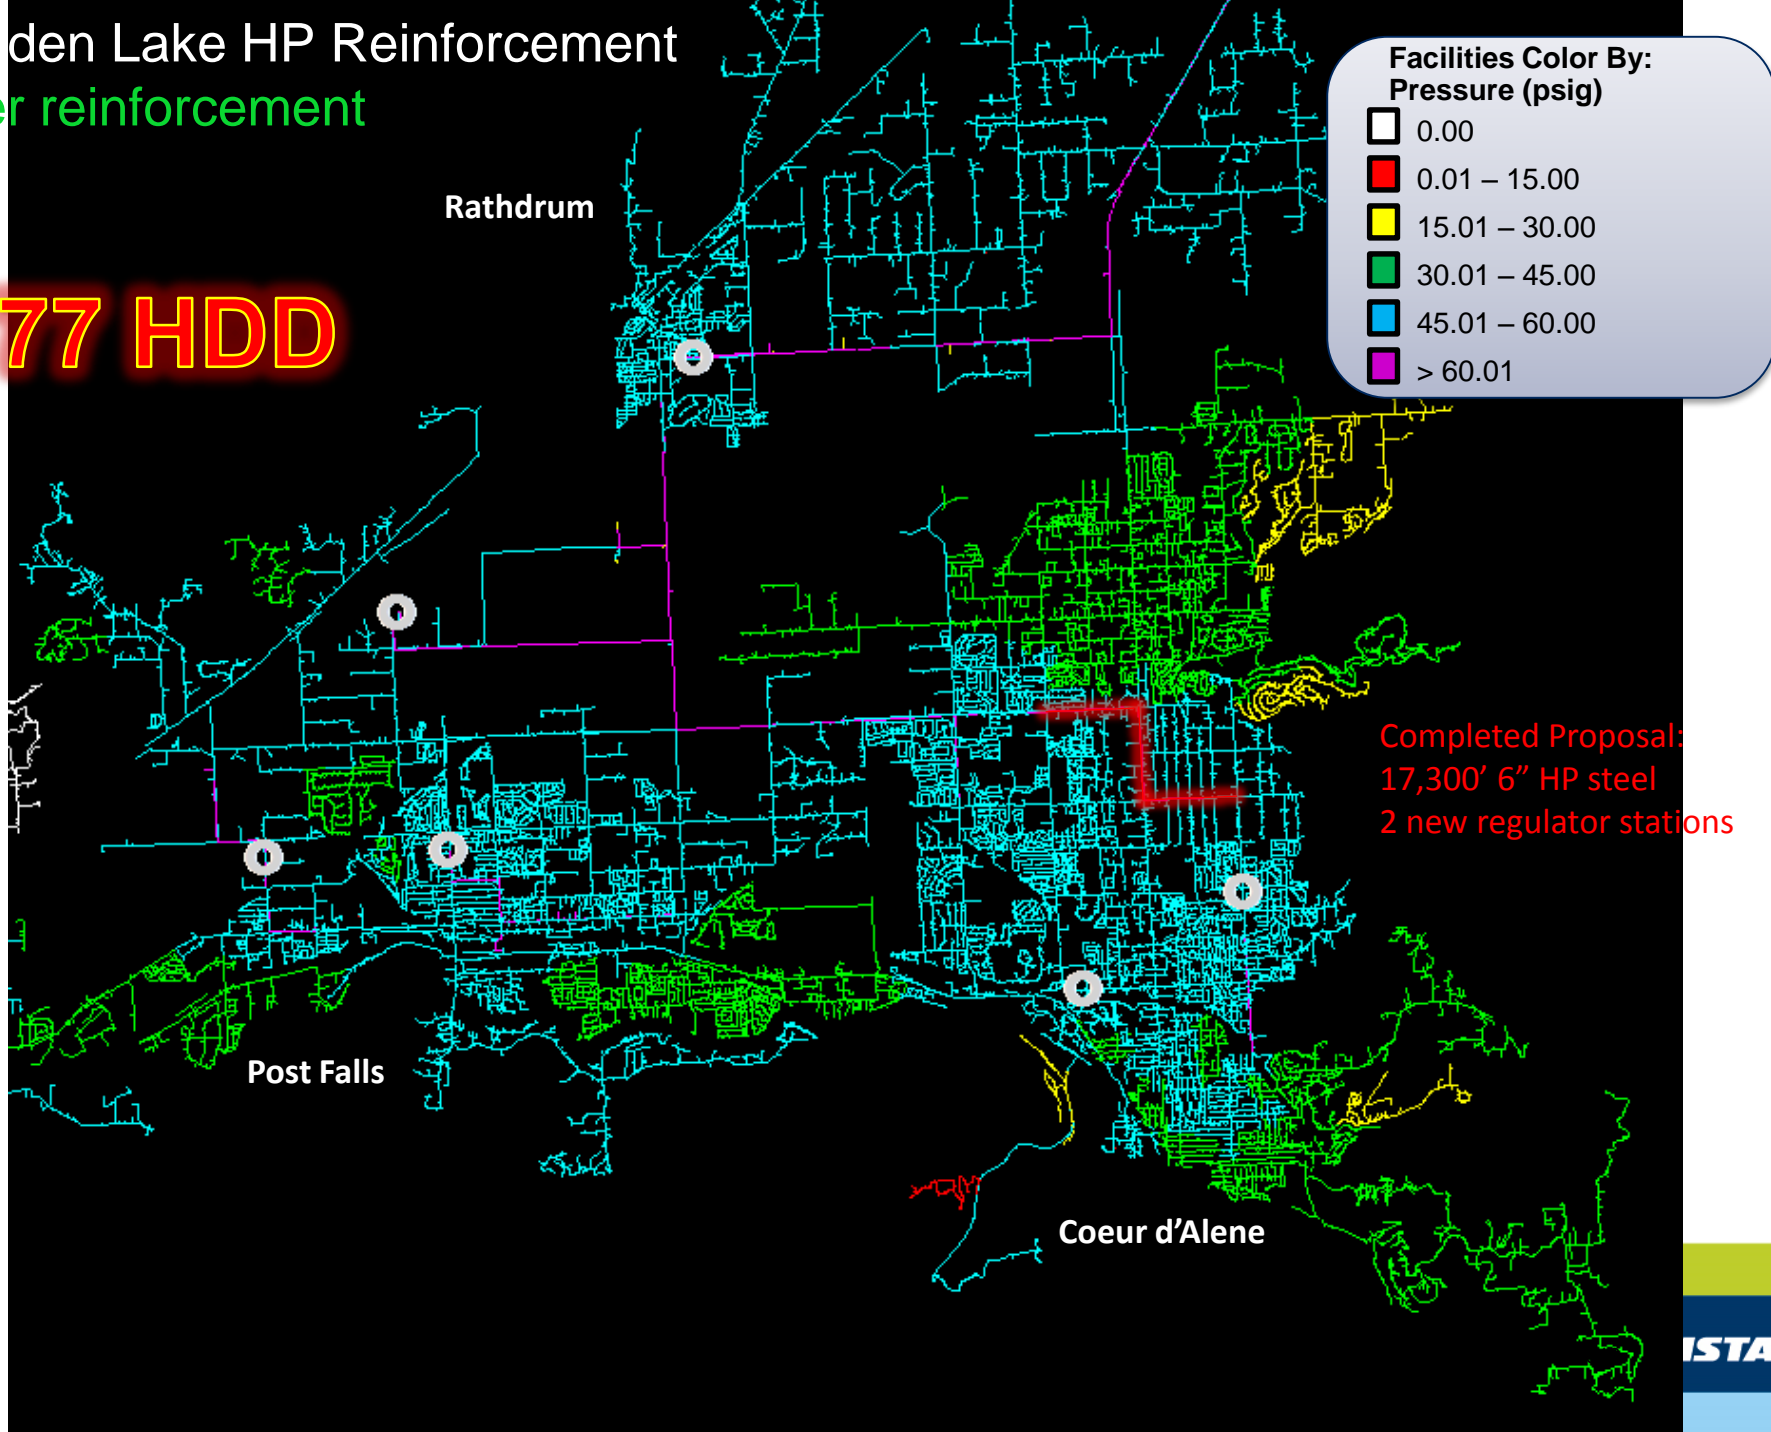 den Lake HP Reinforcement
er reinforcement
Facilities Color By:
Pressure (psig)
0.00
0.01 – 15.00
15.01 – 30.00
30.01 – 45.00
45.01 – 60.00
> 60.01
Rathdrum
77 HDD
Completed Proposal:
17,300’ 6” HP steel
2 new regulator stations
Post Falls
Coeur d’Alene
ISTA